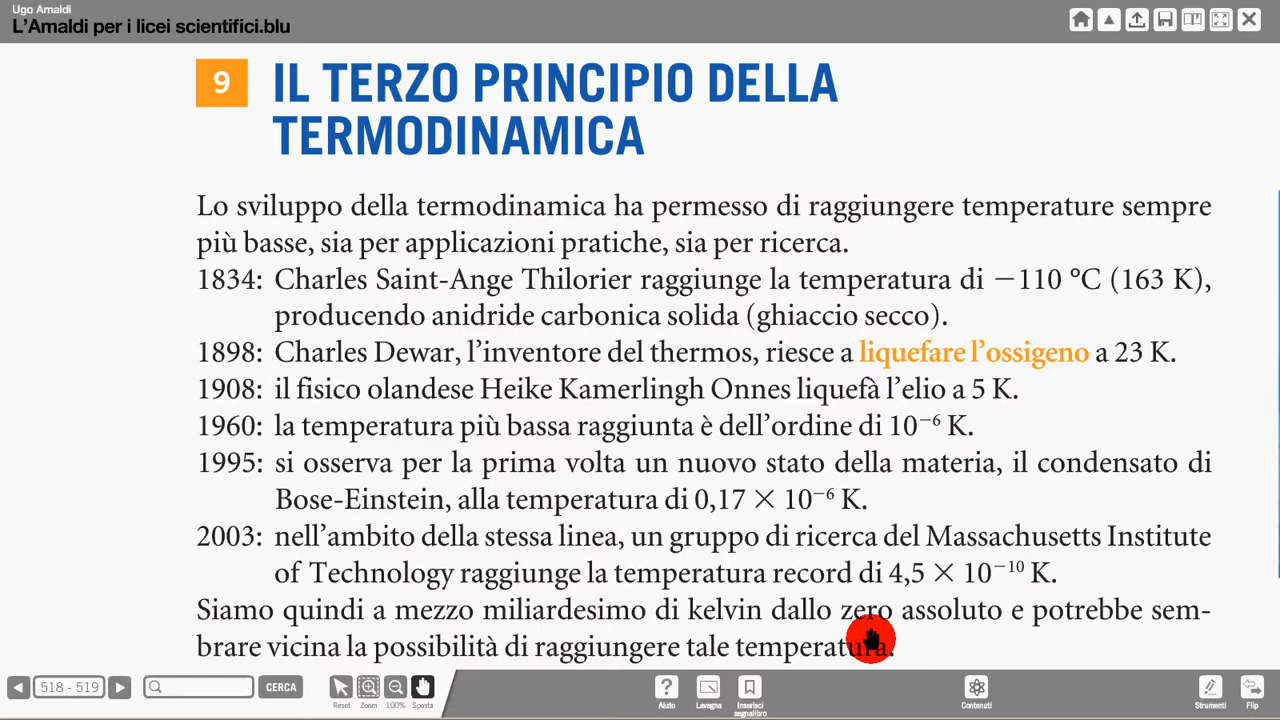 Ugo Amaldi
L'Amaldi per i licei scientifici.blu
9 IL TERZO PRINCIPIO DELLA
TERMODINAMICA
Lo sviluppo della termodinamica ha permesso di raggiungere temperature sempre
più basse, sia per applicazioni pratiche, sia per ricerca.
1834: Charles Saint-Ange Thilorier raggiunge la temperatura di −110 °C (163 K),
producendo anidride carbonica solida (ghiaccio secco).
1898: Charles Dewar, l'inventore del thermos, riesce a liquefare l'ossigeno a 23 K.
1908: il fisico olandese Heike Kamerlingh Onnes liquefà l'elio a 5 K.
1960: la temperatura più bassa raggiunta è dell'ordine di 10⁻⁶ K.
1995: si osserva per la prima volta un nuovo stato della materia, il condensato di
Bose-Einstein, alla temperatura di 0,17 × 10⁻⁶ K.
2003: nell'ambito della stessa linea, un gruppo di ricerca del Massachusetts Institute
of Technology raggiunge la temperatura record di 4,5 × 10⁻¹⁰ K.
Siamo quindi a mezzo miliardesimo di kelvin dallo zero assoluto e potrebbe sem-
brare vicina la possibilità di raggiungere tale temperatura.
518 - 519 CERCA
Reset Zoom 100% Sposta Aiuto Lavagna Inserisci segnalibro Contenuti Strumenti Flip